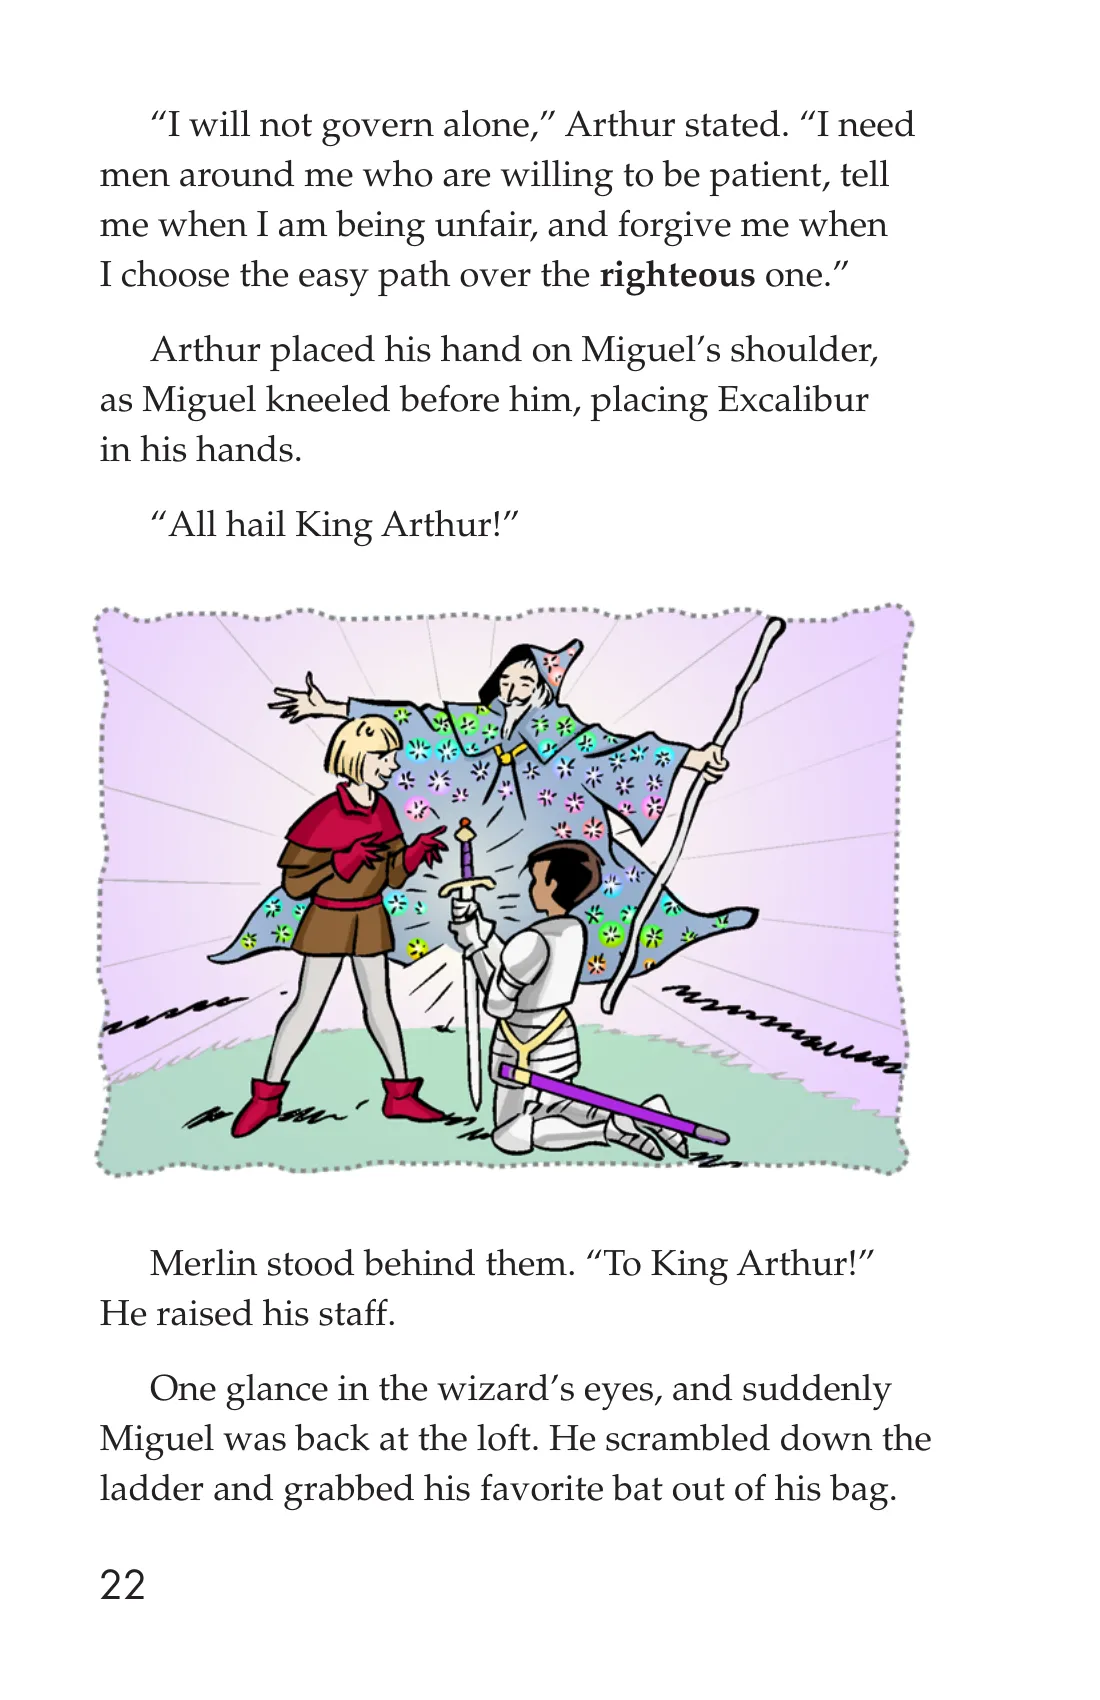 “I will not govern alone,” Arthur stated. “I need
men around me who are willing to be patient, tell
me when I am being unfair, and forgive me when
I choose the easy path over the righteous one.”
Arthur placed his hand on Miguel’s shoulder,
as Miguel kneeled before him, placing Excalibur
in his hands.
“All hail King Arthur!”
Merlin stood behind them. “To King Arthur!”
He raised his staff.
One glance in the wizard’s eyes, and suddenly
Miguel was back at the loft. He scrambled down the
ladder and grabbed his favorite bat out of his bag.
22